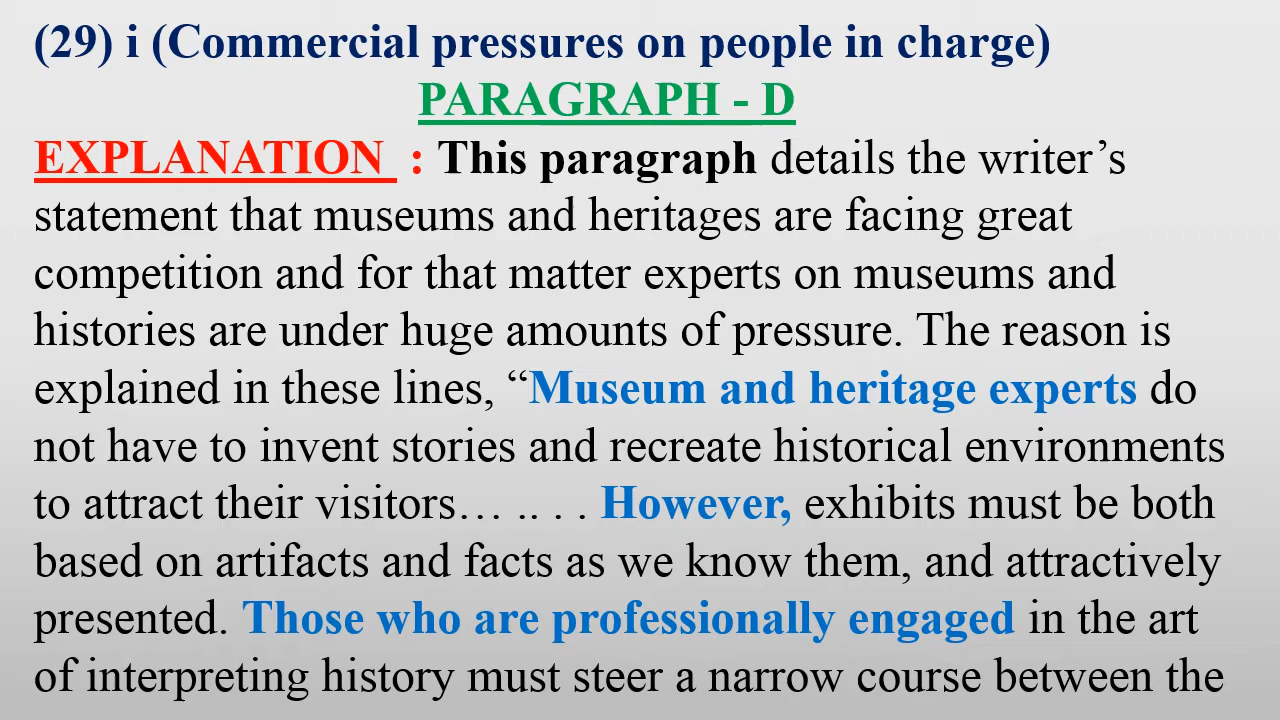 (29) i (Commercial pressures on people in charge)
PARAGRAPH - D
EXPLANATION : This paragraph details the writer’s
statement that museums and heritages are facing great
competition and for that matter experts on museums and
histories are under huge amounts of pressure. The reason is
explained in these lines, “Museum and heritage experts do
not have to invent stories and recreate historical environments
to attract their visitors… .. . . However, exhibits must be both
based on artifacts and facts as we know them, and attractively
presented. Those who are professionally engaged in the art
of interpreting history must steer a narrow course between the